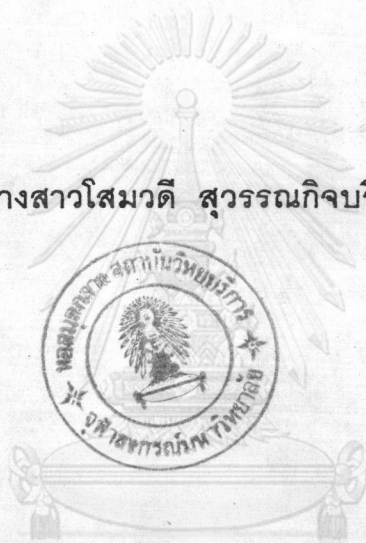 างสาวโสมวดี สุวรรณกิจบริ
หอสมุดกลาง สถาบันวิทยบริการ
จุฬาลงกรณ์มหาวิทยาลัย